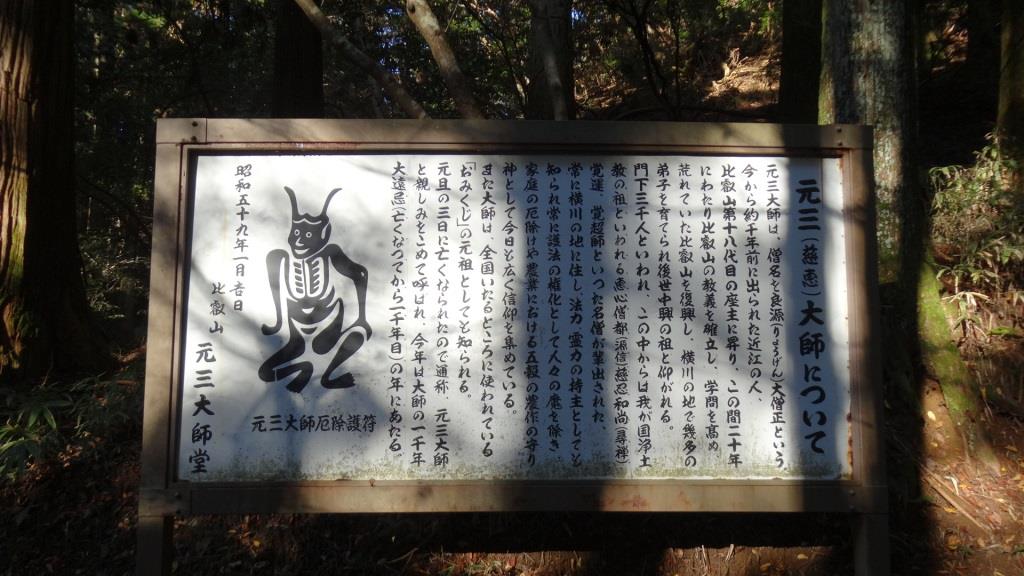 元三(慈恵)大師について
元三大師は、僧名を良源(りょうげん)大僧正という
今から約千年前に出られた近江の人、
比叡山第十八代目の座主に昇り、この間二十年
にわたり比叡山の教義を確立し、学問を高め
荒れていた比叡山を復興し、横川の地で幾多の
弟子を育てられ後世中興の祖と仰がれる。
門下三千人といわれ、この中からは我が国浄土
教の祖といわれる恵心僧都(源信)慈忍和尚(尋禅)
覚運、覚超師といつた名僧が輩出された
常に横川の地に住し、法力、霊力の持主としても
知られ常に護法の権化として人々の魔を除き
家庭の厄除けや農業における五穀の農作の守り
神として今日も広く信仰を集めている。
また大師は、全国いたるところに使われている
「おみくじ」の元祖としても知られる。
元旦の三日に亡くなられたので通称、元三大師
と親しみをこめて呼ばれ、今年は大師の一千年
大遠忌(亡くなつてから一千年目)の年にあたる。
元三大師厄除護符
昭和五十九年一月吉日
比叡山 元三大師堂